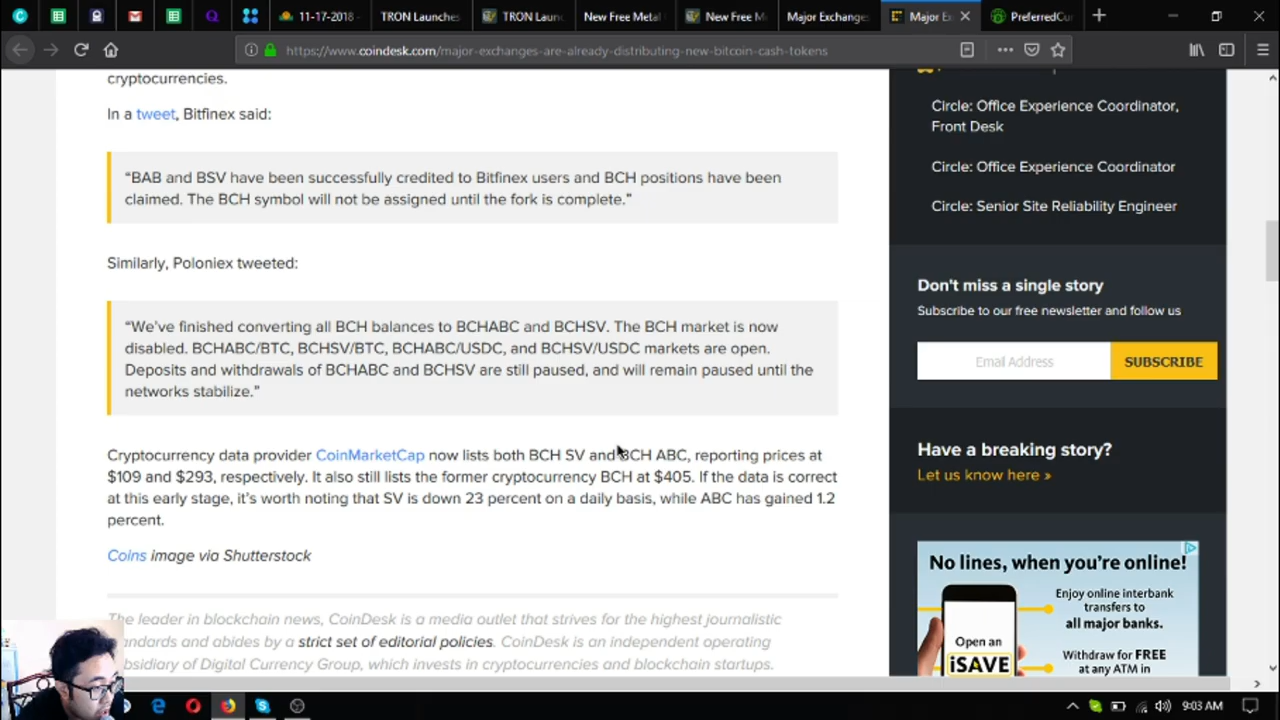 11-17-2018 -
TRON Launches
TRON Laun
New Free Metal
New Free M
Major Exchanges
Major E
PreferredCu
https://www.coindesk.com/major-exchanges-are-already-distributing-new-bitcoin-cash-tokens
cryptocurrencies.
In a tweet, Bitfinex said:
“BAB and BSV have been successfully credited to Bitfinex users and BCH positions have been
claimed. The BCH symbol will not be assigned until the fork is complete.”
Similarly, Poloniex tweeted:
“We’ve finished converting all BCH balances to BCHABC and BCHSV. The BCH market is now
disabled. BCHABC/BTC, BCHSV/BTC, BCHABC/USDC, and BCHSV/USDC markets are open.
Deposits and withdrawals of BCHABC and BCHSV are still paused, and will remain paused until the
networks stabilize.”
Cryptocurrency data provider CoinMarketCap now lists both BCH SV and BCH ABC, reporting prices at
$109 and $293, respectively. It also still lists the former cryptocurrency BCH at $405. If the data is correct
at this early stage, it’s worth noting that SV is down 23 percent on a daily basis, while ABC has gained 1.2
percent.
Coins image via Shutterstock
The leader in blockchain news, CoinDesk is a media outlet that strives for the highest journalistic
standards and abides by a strict set of editorial policies. CoinDesk is an independent operating
subsidiary of Digital Currency Group, which invests in cryptocurrencies and blockchain startups.
Circle: Office Experience Coordinator,
Front Desk
Circle: Office Experience Coordinator
Circle: Senior Site Reliability Engineer
Don't miss a single story
Subscribe to our free newsletter and follow us
Email Address
SUBSCRIBE
Have a breaking story?
Let us know here »
No lines, when you're online!
Enjoy online interbank
transfers to
all major banks.
Open an
iSAVE
Withdraw for FREE
at any ATM in
9:03 AM